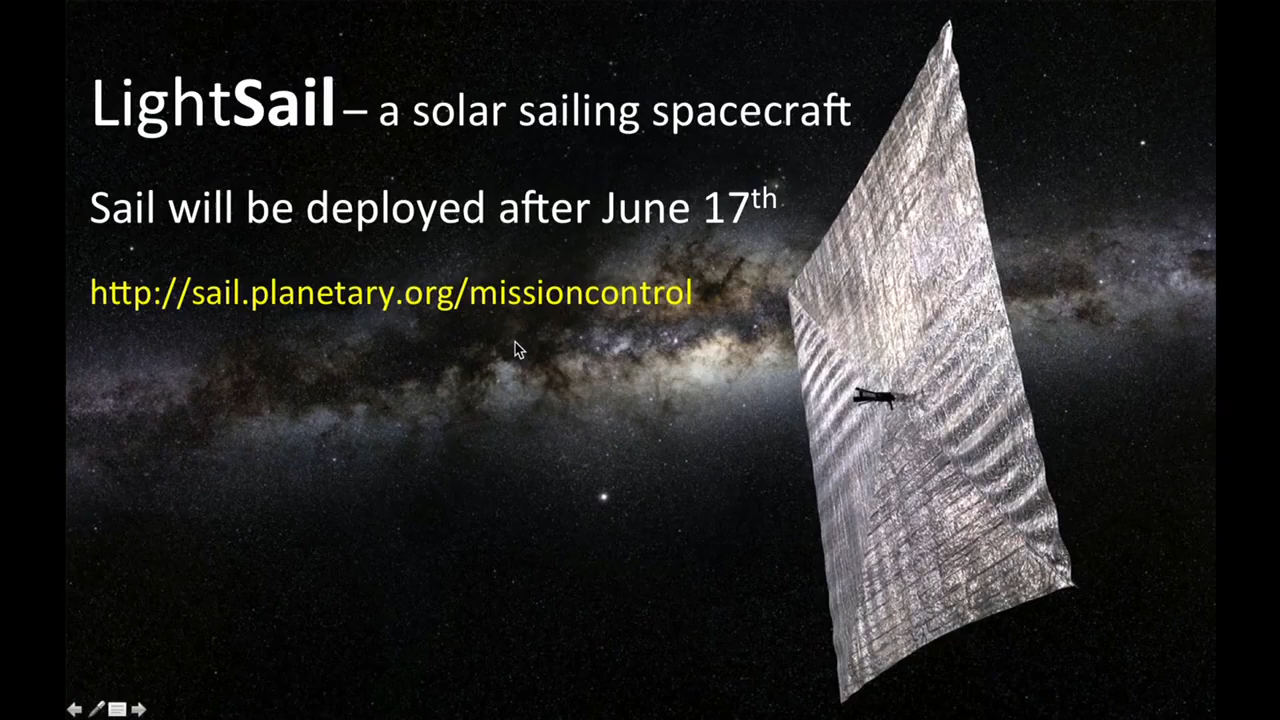 LightSail – a solar sailing spacecraft
Sail will be deployed after June 17th
http://sail.planetary.org/missioncontrol